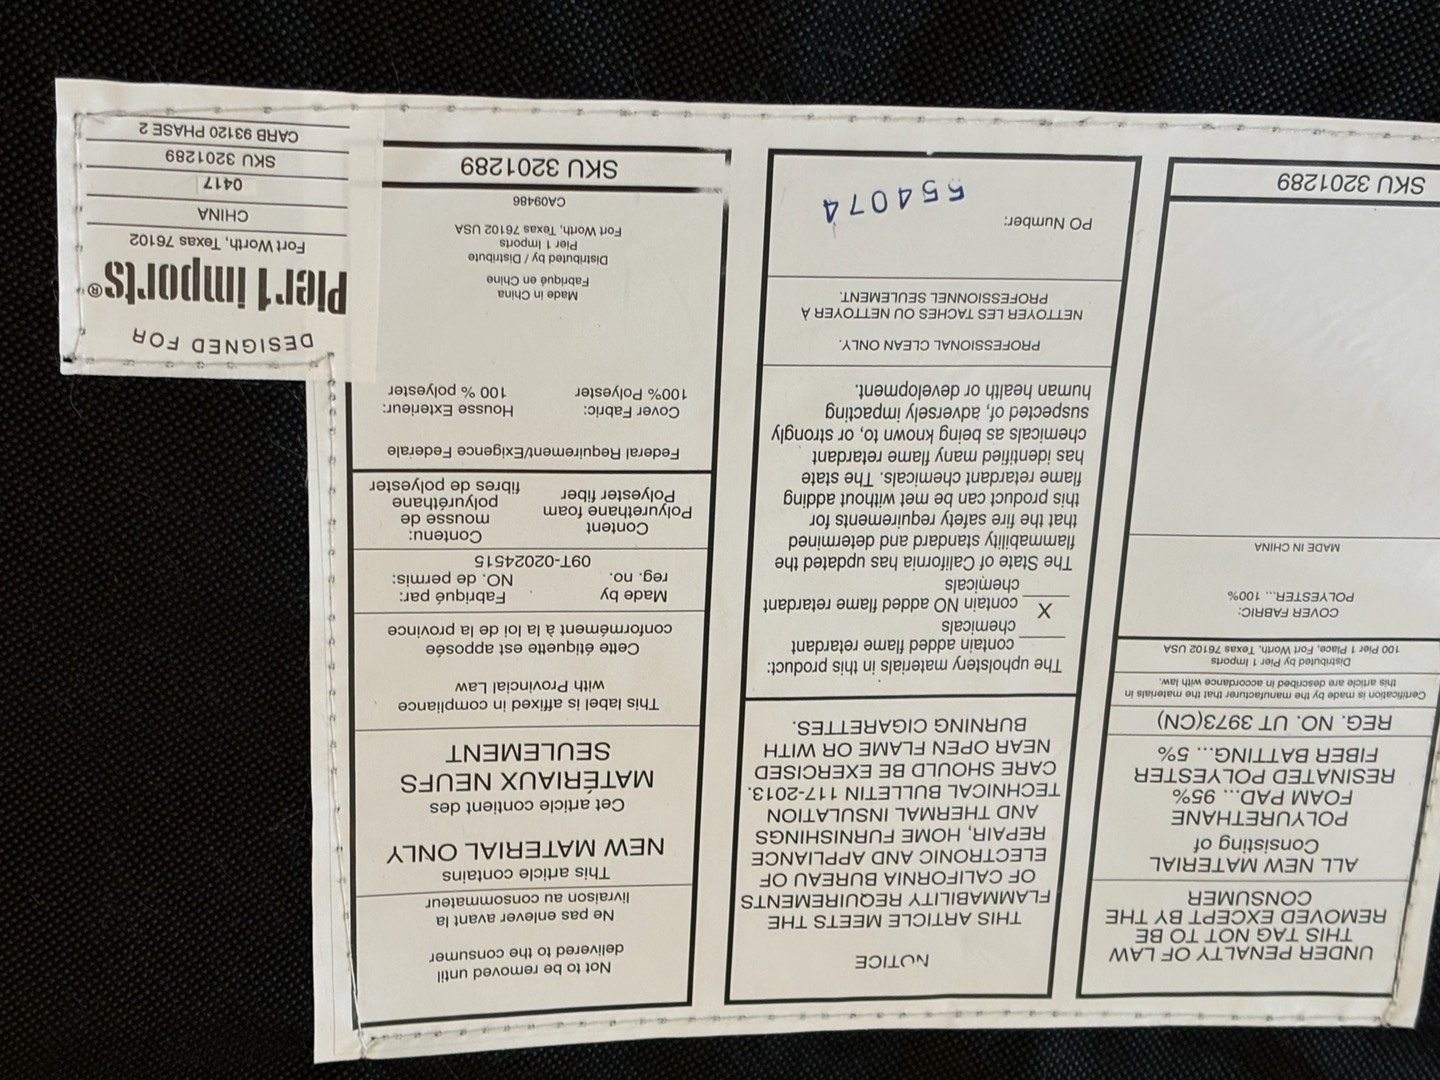 UNDER PENALTY OF LAW
THIS TAG NOT TO BE
REMOVED EXCEPT BY THE
CONSUMER
ALL NEW MATERIAL
Consisting of
POLYURETHANE
FOAM PAD... 95%
RESINATED POLYESTER
FIBER BATTING... 5%
REG. NO. UT 3973(CN)
Certification is made by the manufacturer that the materials in
this article are described in accordance with law.
Distributed by Pier 1 Imports
100 Pier 1 Place, Fort Worth, Texas 76102 USA
COVER FABRIC:
POLYESTER... 100%
MADE IN CHINA
SKU 3201289
NOTICE
THIS ARTICLE MEETS THE
FLAMMABILITY REQUIREMENTS
OF CALIFORNIA BUREAU OF
ELECTRONIC AND APPLIANCE
REPAIR, HOME FURNISHINGS
AND THERMAL INSULATION
TECHNICAL BULLETIN 117-2013.
CARE SHOULD BE EXERCISED
NEAR OPEN FLAME OR WITH
BURNING CIGARETTES.
The upholstery materials in this product:
____ contain added flame retardant
chemicals
__X__ contain NO added flame retardant
chemicals
The State of California has updated the
flammability standard and determined
that the fire safety requirements for
this product can be met without adding
flame retardant chemicals. The state
has identified many flame retardant
chemicals as being known to, or strongly
suspected of, adversely impacting
human health or development.
PROFESSIONAL CLEAN ONLY.
NETTOYER LES TACHES OU NETTOYER À
PROFESSIONNEL SEULEMENT.
PO Number:
554074
Not to be removed until
delivered to the consumer
Ne pas enlever avant la
livraison au consommateur
This article contains
NEW MATERIAL ONLY
Cet article contient des
MATÉRIAUX NEUFS
SEULEMENT
This label is affixed in compliance
with Provincial Law
Cette étiquette est apposée
conformément à la loi de la province
Made by Fabriqué par:
reg. no. NO. de permis:
09T-02024515
Content Contenu:
Polyurethane foam mousse de
Polyester fiber polyuréthane
fibres de polyester
Federal Requirement/Exigence Federale
Cover Fabric: Housse Exterieur:
100% Polyester 100 % polyester
Made in China
Fabriqué en Chine
Distributed by / Distribute
Pier 1 Imports
Fort Worth, Texas 76102 USA
CA09486
SKU 3201289
DESIGNED FOR
Pier 1 imports®
Fort Worth, Texas 76102
CHINA
0417
SKU 3201289
CARB 93120 PHASE 2